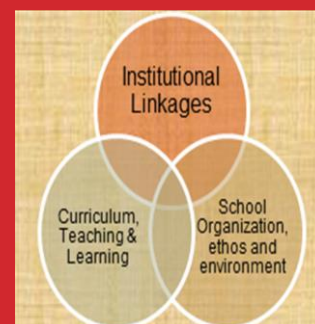 Institutional
Linkages
Curriculum,
Teaching &
Learning
School
Organization,
ethos and
environment